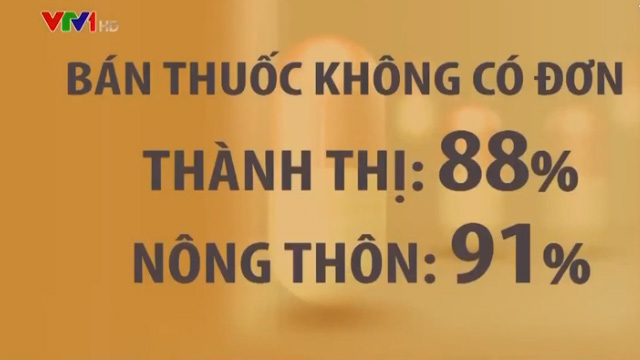 VTV1 HD
BÁN THUỐC KHÔNG CÓ ĐƠN
THÀNH THỊ: 88%
NÔNG THÔN: 91%